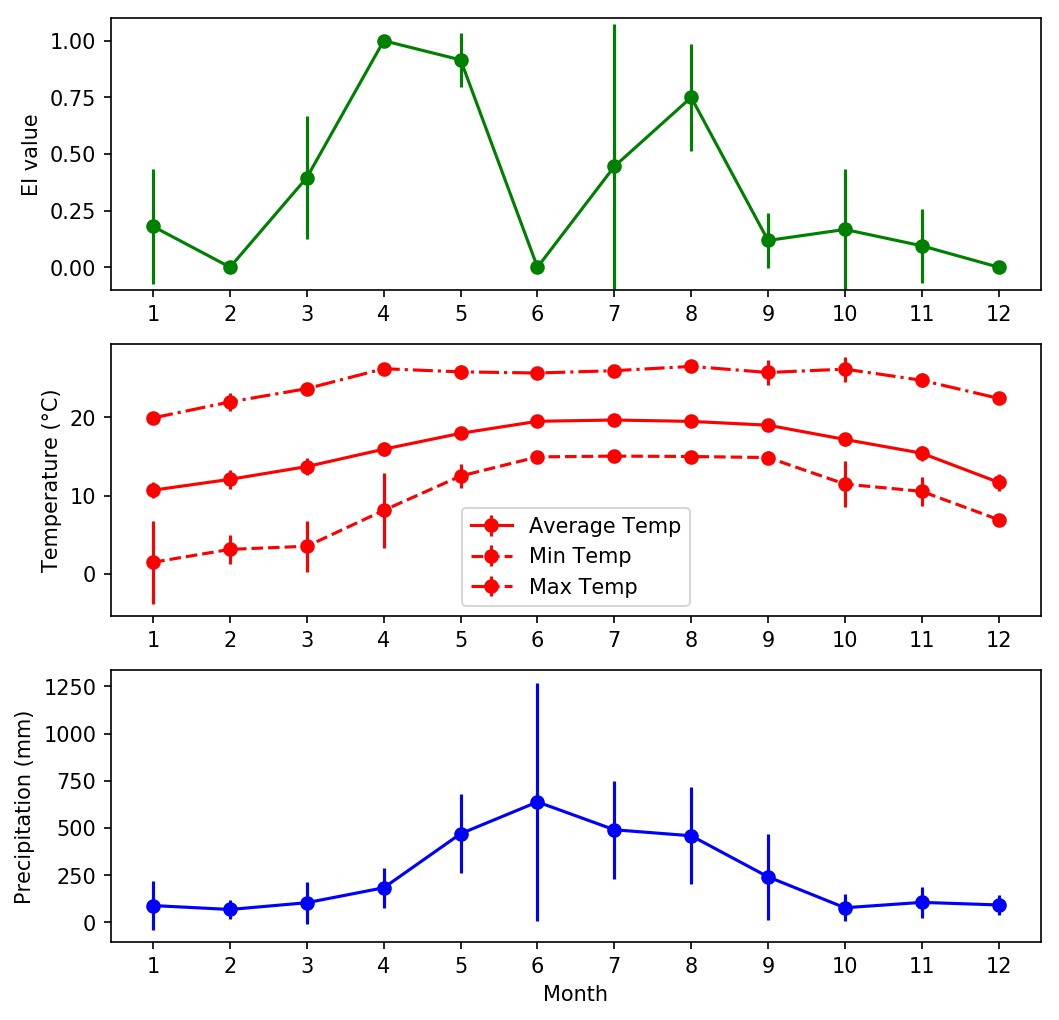 EI value
1.00
0.75
0.50
0.25
0.00
1 2 3 4 5 6 7 8 9 10 11 12
Temperature (°C)
20
10
0
Average Temp
Min Temp
Max Temp
1 2 3 4 5 6 7 8 9 10 11 12
Precipitation (mm)
1250
1000
750
500
250
0
1 2 3 4 5 6 7 8 9 10 11 12
Month